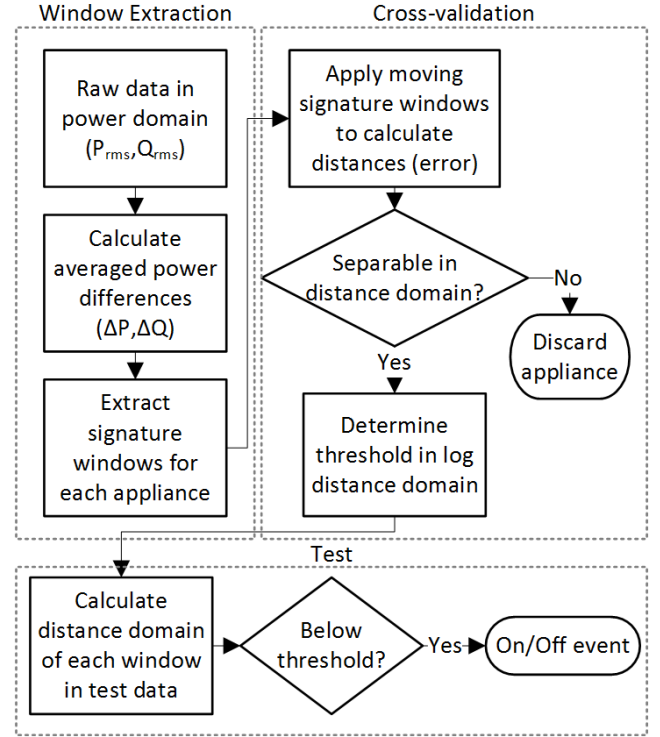 Window Extraction
Raw data in
power domain
(Prms,Qrms)
Calculate
averaged power
differences
(ΔP,ΔQ)
Extract
signature
windows for
each appliance
Cross-validation
Apply moving
signature windows
to calculate
distances (error)
Separable in
distance domain?
No
Discard
appliance
Yes
Determine
threshold in log
distance domain
Test
Calculate
distance domain
of each window
in test data
Below
threshold?
Yes
On/Off event